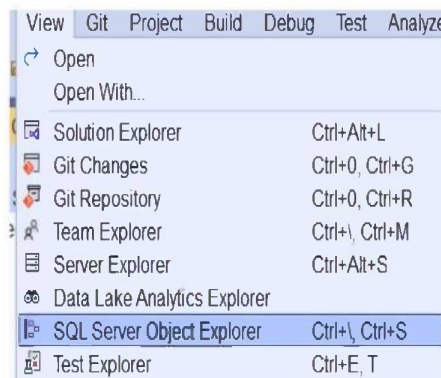 View Git Project Build Debug Test Analyze
Open
Open With...
Solution Explorer Ctrl+Alt+L
Git Changes Ctrl+0, Ctrl+G
Git Repository Ctrl+0, Ctrl+R
Team Explorer Ctrl+\, Ctrl+M
Server Explorer Ctrl+Alt+S
Data Lake Analytics Explorer
SQL Server Object Explorer Ctrl+\, Ctrl+S
Test Explorer Ctrl+E, T